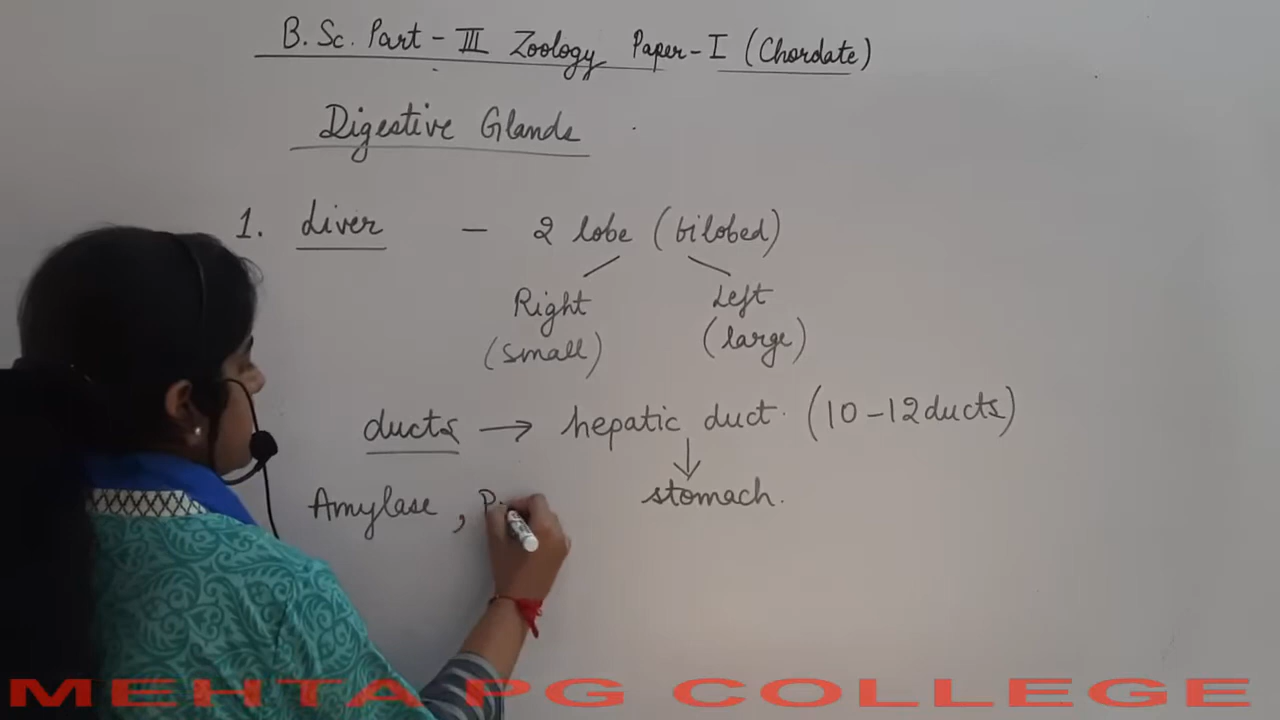 B. Sc. Part - III Zoology Paper - I (Chordate)
Digestive Glands
1. Liver - 2 lobe (bilobed)
Right Left
(small) (large)
ducts → hepatic duct. (10-12 ducts)
Amylase, P stomach.
MEHTA PG COLLEGE